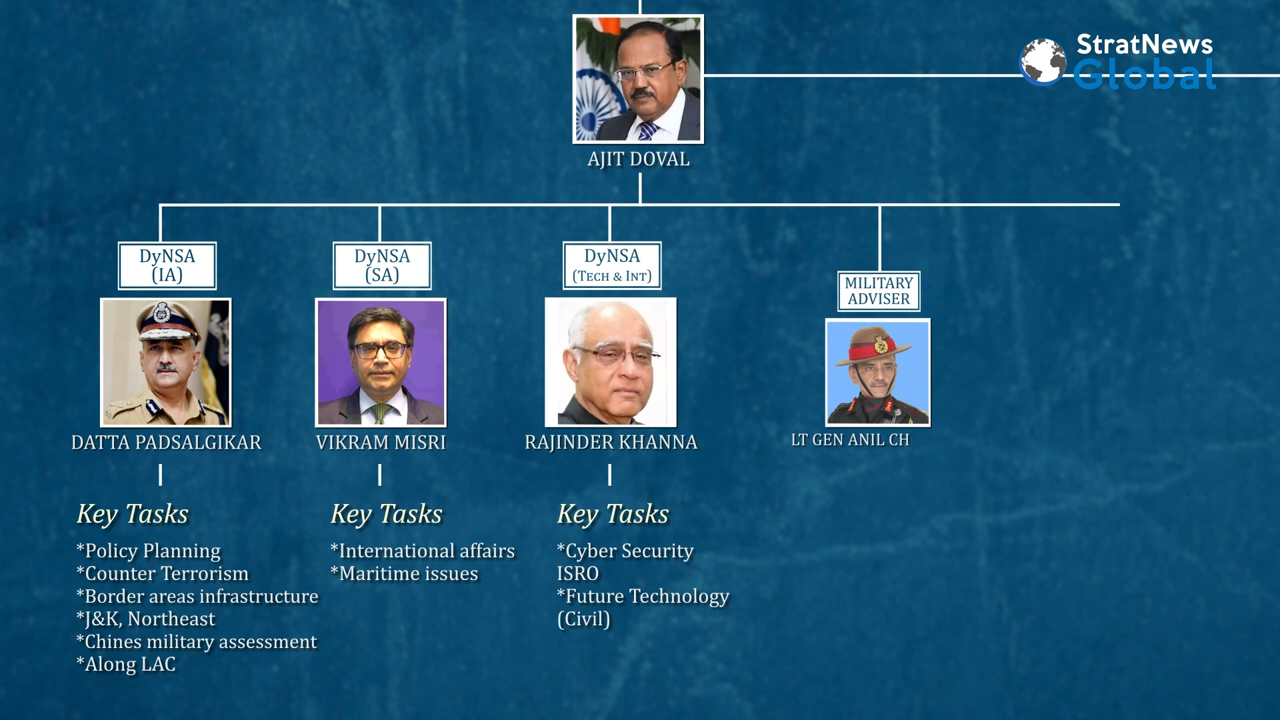 StratNews
Global
AJIT DOVAL
DyNSA
(IA)
DyNSA
(SA)
DyNSA
(TECH & INT)
MILITARY
ADVISER
DATTA PADSALGIKAR
VIKRAM MISRI
RAJINDER KHANNA
LT GEN ANIL CH
Key Tasks
*Policy Planning
*Counter Terrorism
*Border areas infrastructure
*J&K, Northeast
*Chines military assessment
*Along LAC
Key Tasks
*International affairs
*Maritime issues
Key Tasks
*Cyber Security
ISRO
*Future Technology
(Civil)